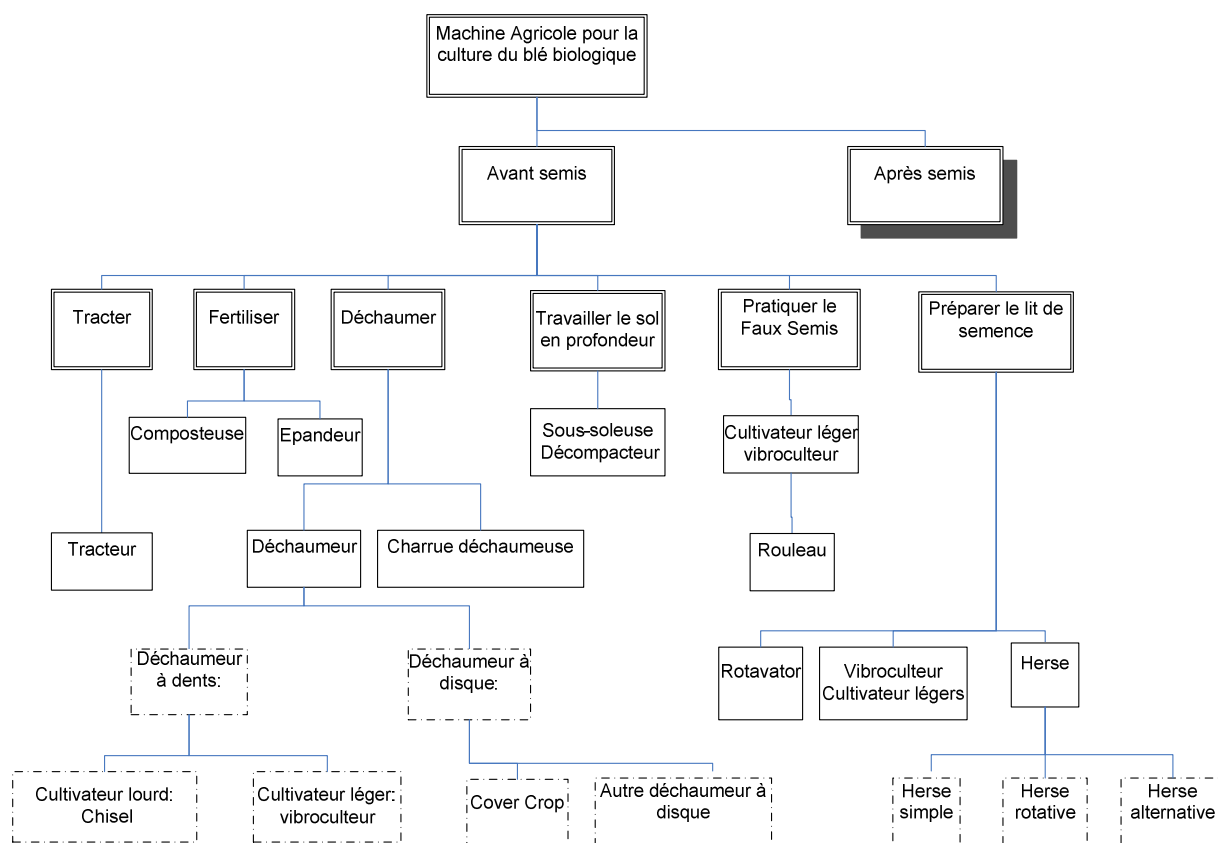 Machine Agricole pour la
culture du blé biologique
Avant semis
Après semis
Tracter
Fertiliser
Déchaumer
Travailler le sol
en profondeur
Pratiquer le
Faux Semis
Préparer le lit de
semence
Composteuse
Epandeur
Sous-soleuse
Décompacteur
Cultivateur léger
vibroculteur
Tracteur
Déchaumeur
Charrue déchaumeuse
Rouleau
Déchaumeur
à dents:
Déchaumeur à
disque:
Rotavator
Vibroculteur
Cultivateur légers
Herse
Cultivateur lourd:
Chisel
Cultivateur léger:
vibroculteur
Cover Crop
Autre déchaumeur à
disque
Herse
simple
Herse
rotative
Herse
alternative